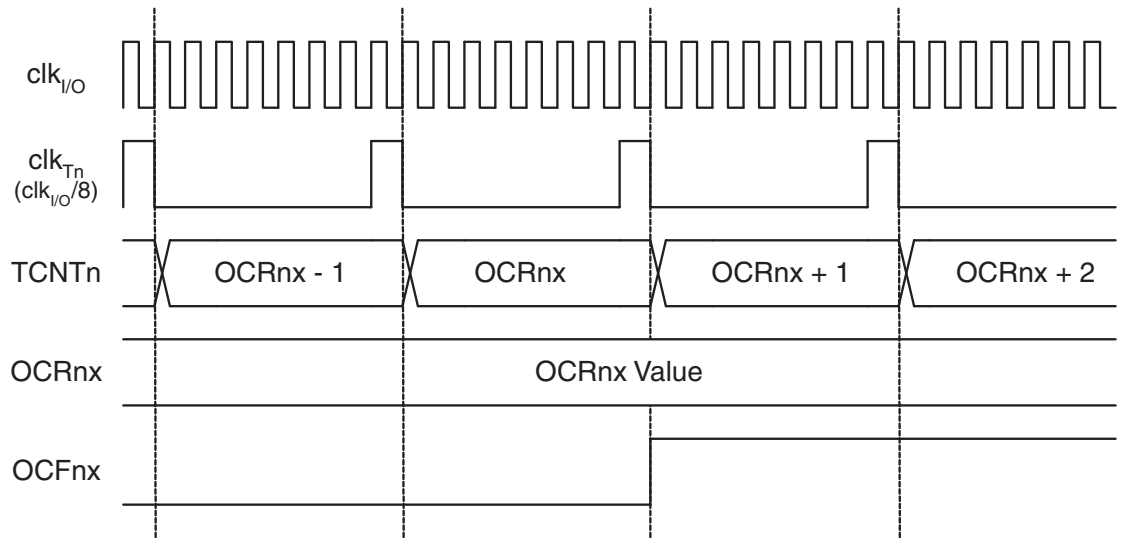 clkI/O
clkTn
(clkI/O/8)
TCNTn
OCRnx - 1
OCRnx
OCRnx + 1
OCRnx + 2
OCRnx
OCRnx Value
OCFnx